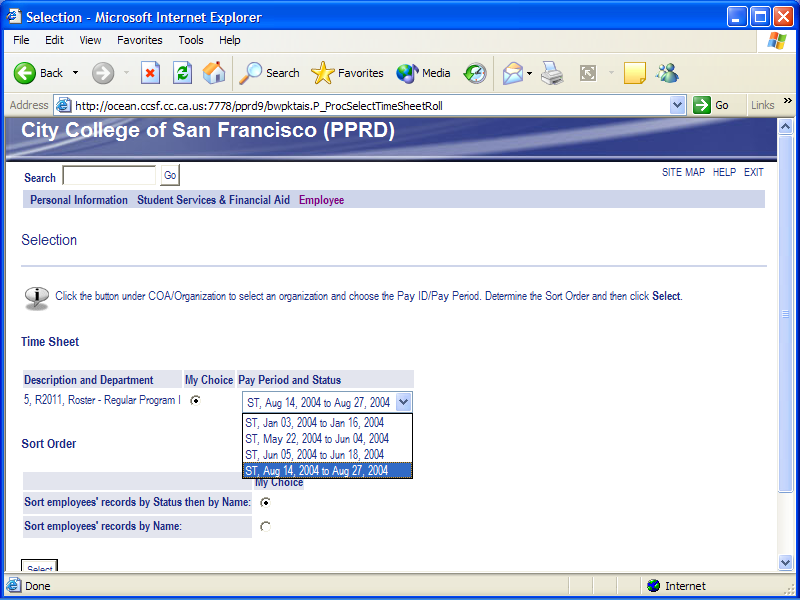 Selection - Microsoft Internet Explorer
File Edit View Favorites Tools Help
Back Search Favorites Media
Address http://ocean.ccsf.cc.ca.us:7778/pprd9/bwpktais.P_ProcSelectTimeSheetRoll Go Links »
City College of San Francisco (PPRD)
Search Go SITE MAP HELP EXIT
Personal Information Student Services & Financial Aid Employee
Selection
Click the button under COA/Organization to select an organization and choose the Pay ID/Pay Period. Determine the Sort Order and then click Select.
Time Sheet
Description and Department My Choice Pay Period and Status
5, R2011, Roster - Regular Program I ST, Aug 14, 2004 to Aug 27, 2004
ST, Jan 03, 2004 to Jan 16, 2004
ST, May 22, 2004 to Jun 04, 2004
ST, Jun 05, 2004 to Jun 18, 2004
ST, Aug 14, 2004 to Aug 27, 2004
Sort Order
My Choice
Sort employees' records by Status then by Name:
Sort employees' records by Name:
Select
Done Internet